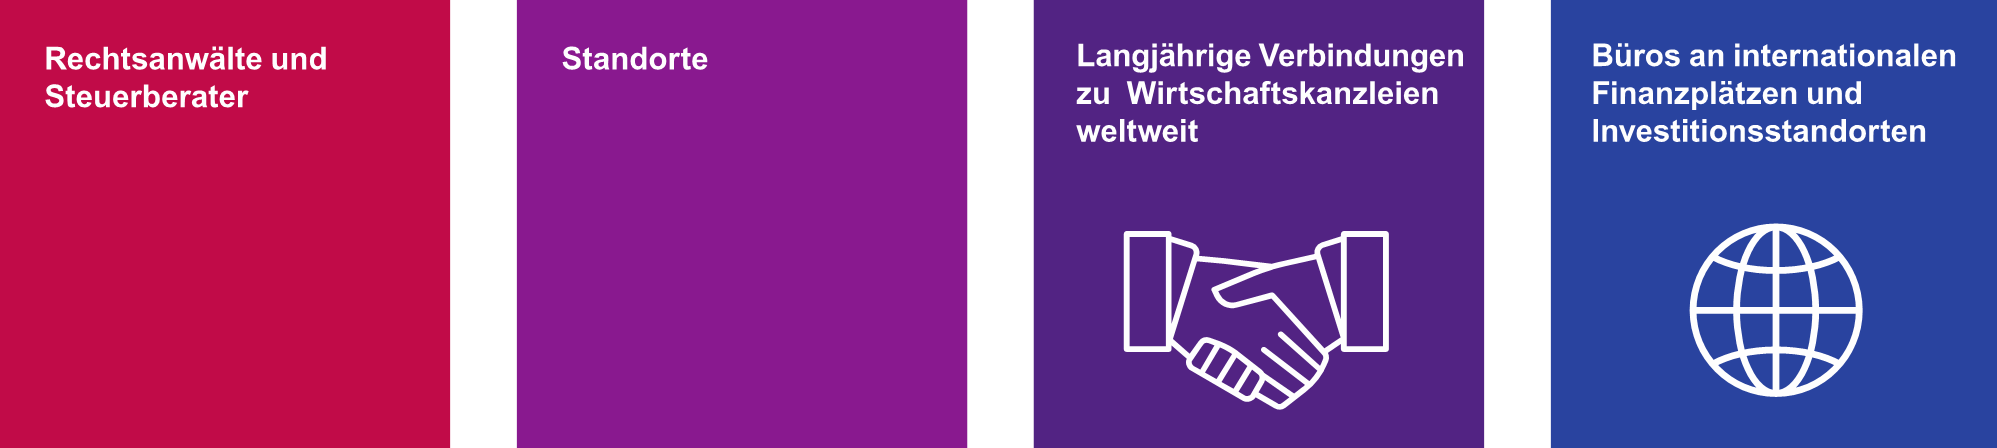 Rechtsanwälte und
Steuerberater
Standorte
Langjährige Verbindungen
zu  Wirtschaftskanzleien
weltweit
Büros an internationalen
Finanzplätzen und
Investitionsstandorten